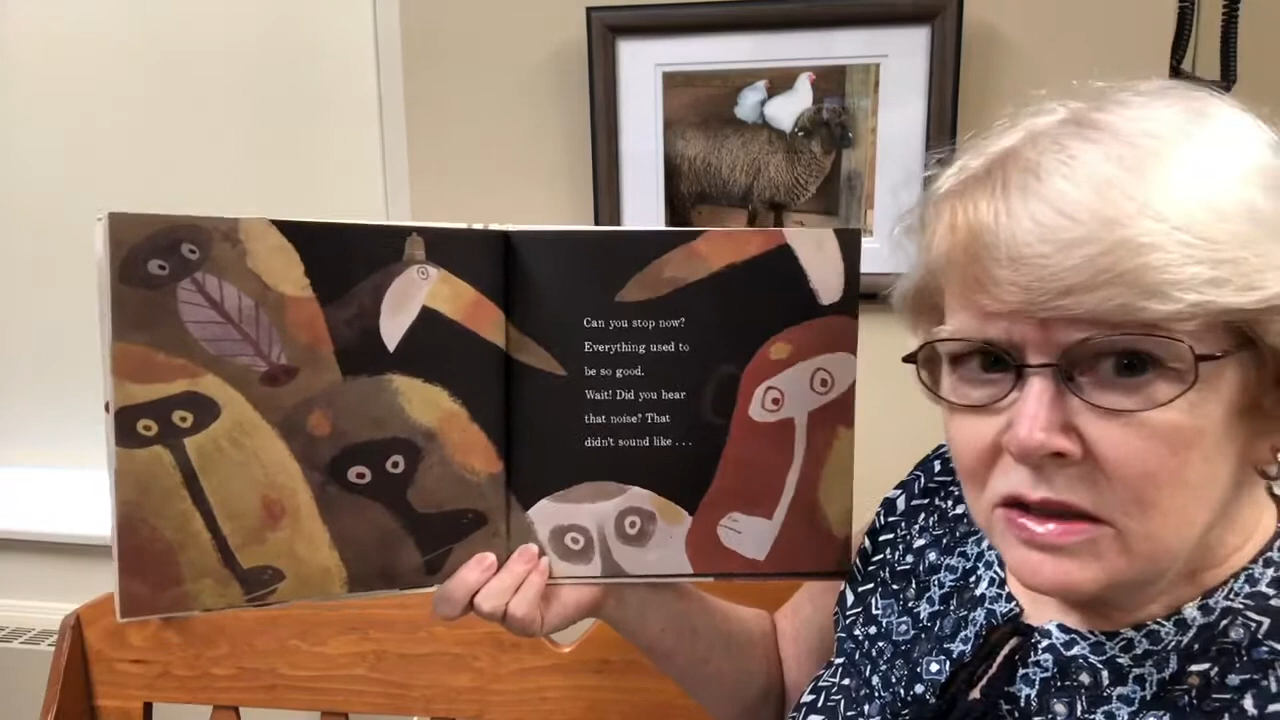 Can you stop now?
Everything used to
be so good.
Wait! Did you hear
that noise? That
didn't sound like . . .